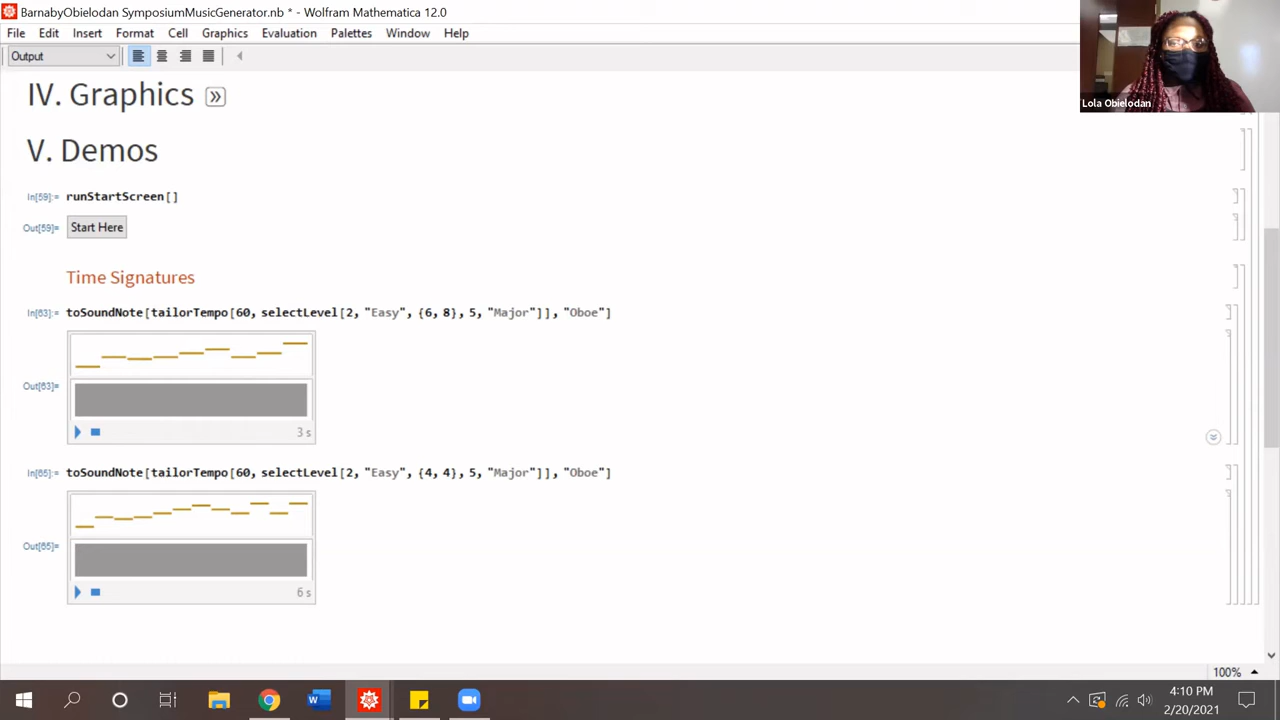 BarnabyObielodan SymposiumMusicGenerator.nb * - Wolfram Mathematica 12.0
File Edit Insert Format Cell Graphics Evaluation Palettes Window Help
Output
Lola Obielodan
IV. Graphics »
V. Demos
In[59]:= runStartScreen[]
Out[59]= Start Here
Time Signatures
In[63]:= toSoundNote[tailorTempo[60, selectLevel[2, "Easy", {6, 8}, 5, "Major"]], "Oboe"]
Out[63]=
3 s
In[65]:= toSoundNote[tailorTempo[60, selectLevel[2, "Easy", {4, 4}, 5, "Major"]], "Oboe"]
Out[65]=
6 s
100%
4:10 PM
2/20/2021